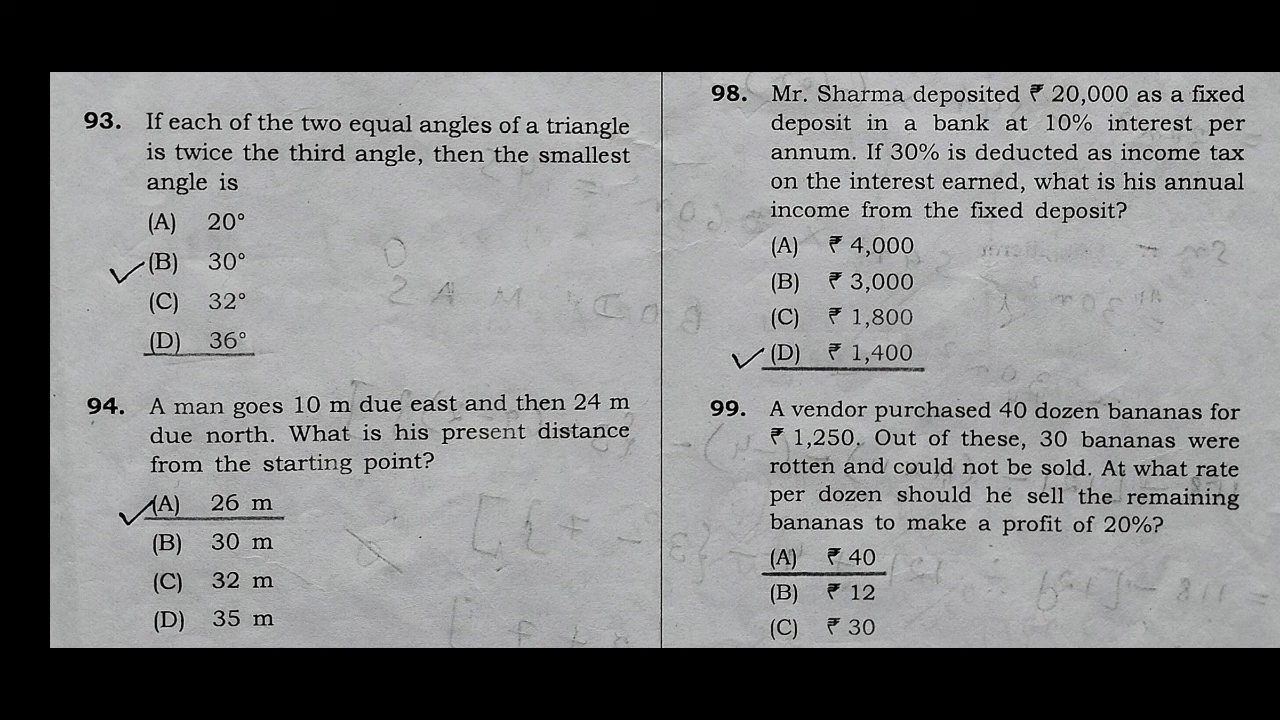 93. If each of the two equal angles of a triangle
is twice the third angle, then the smallest
angle is
(A) 20°
(B) 30°
(C) 32°
(D) 36°
94. A man goes 10 m due east and then 24 m
due north. What is his present distance
from the starting point?
(A) 26 m
(B) 30 m
(C) 32 m
(D) 35 m
98. Mr. Sharma deposited ₹ 20,000 as a fixed
deposit in a bank at 10% interest per
annum. If 30% is deducted as income tax
on the interest earned, what is his annual
income from the fixed deposit?
(A) ₹ 4,000
(B) ₹ 3,000
(C) ₹ 1,800
(D) ₹ 1,400
99. A vendor purchased 40 dozen bananas for
₹ 1,250. Out of these, 30 bananas were
rotten and could not be sold. At what rate
per dozen should he sell the remaining
bananas to make a profit of 20%?
(A) ₹ 40
(B) ₹ 12
(C) ₹ 30